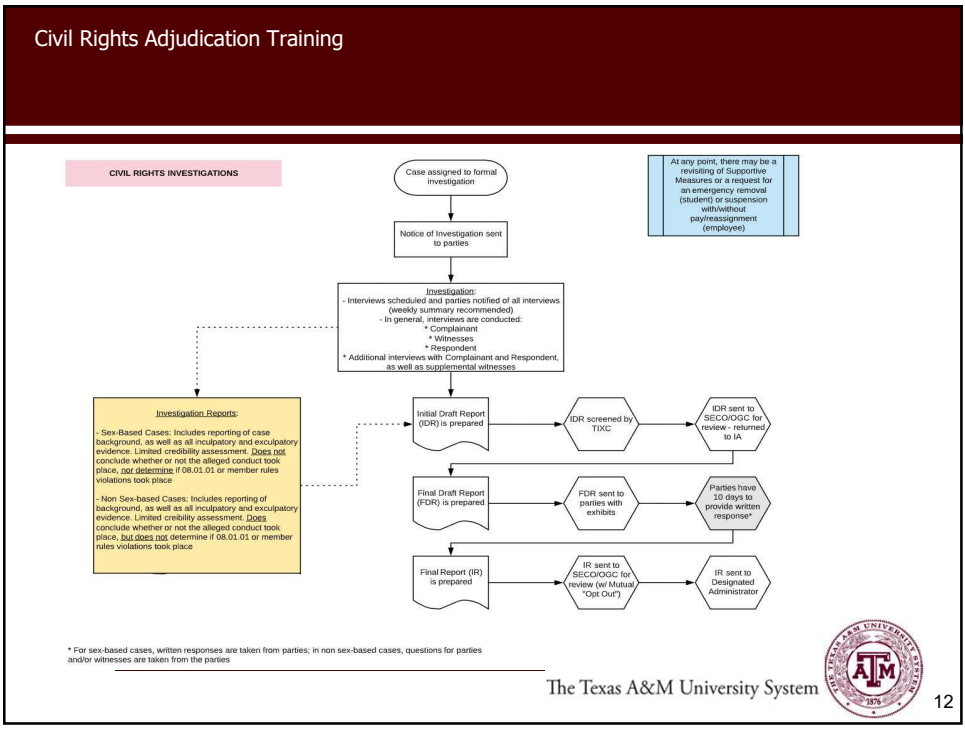 Civil Rights Adjudication Training
CIVIL RIGHTS INVESTIGATIONS
Case assigned to formal
investigation
At any point, there may be a
revisiting of Supportive
Measures or a request for
an emergency removal
(student) or suspension
with/without
pay/reassignment
(employee)
Notice of Investigation sent
to parties
Investigation:
- Interviews scheduled and parties notified of all interviews
(weekly summary recommended)
- In general, interviews are conducted:
* Complainant
* Witnesses
* Respondent
* Additional interviews with Complainant and Respondent,
as well as supplemental witnesses
Investigation Reports:
- Sex-Based Cases: Includes reporting of case
background, as well as all inculpatory and exculpatory
evidence. Limited credibility assessment. Does not
conclude whether or not the alleged conduct took
place, nor determine if 08.01.01 or member rules
violations took place
- Non Sex-based Cases: Includes reporting of
background, as well as all inculpatory and exculpatory
evidence. Limited creibility assessment. Does
conclude whether or not the alleged conduct took
place, but does not determine if 08.01.01 or member
rules violations took place
Initial Draft Report
(IDR) is prepared
IDR screened by
TIXC
IDR sent to
SECO/OGC for
review - returned
to IA
Final Draft Report
(FDR) is prepared
FDR sent to
parties with
exhibits
Parties have
10 days to
provide written
response*
Final Report (IR)
is prepared
IR sent to
SECO/OGC for
review (w/ Mutual
"Opt Out")
IR sent to
Designated
Administrator
* For sex-based cases, written responses are taken from parties; in non sex-based cases, questions for parties
and/or witnesses are taken from the parties
The Texas A&M University System
THE TEXAS A&M UNIVERSITY SYSTEM
ATM
1876
12